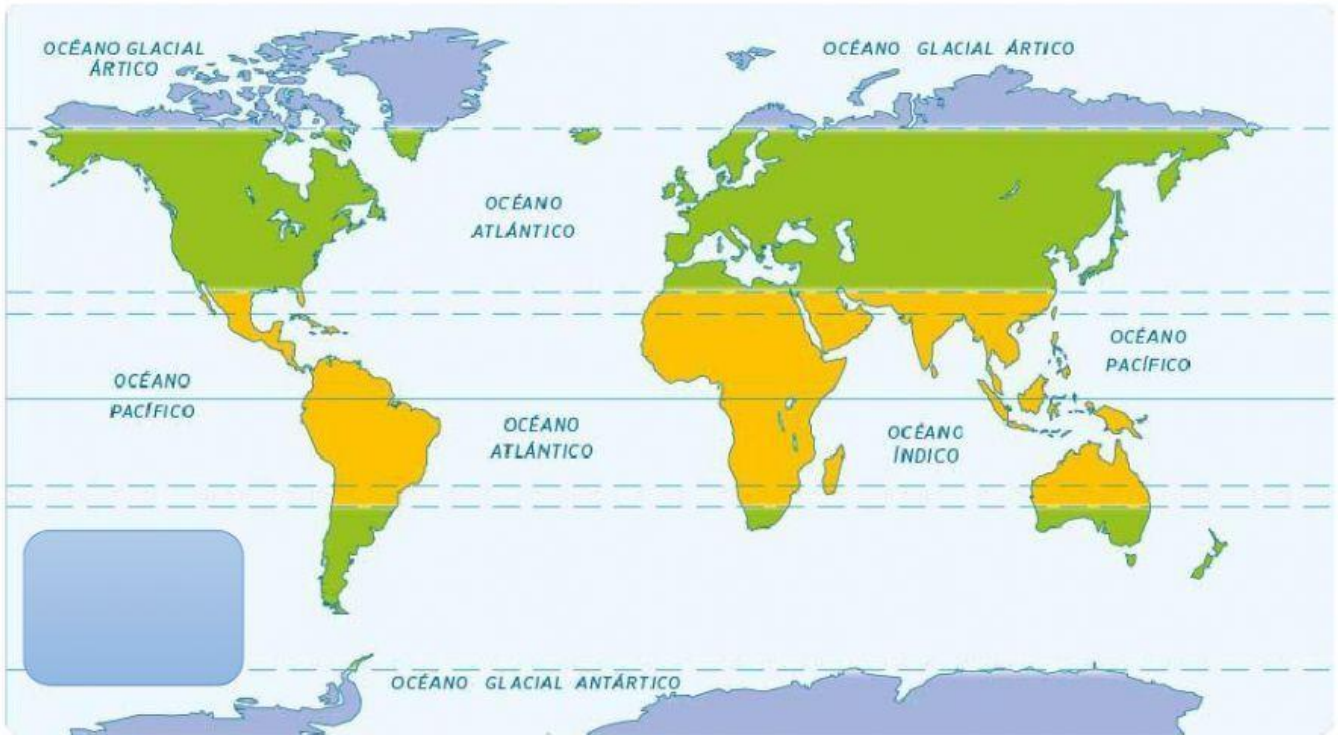 OCÉANO GLACIAL
ÁRTICO
OCÉANO GLACIAL ÁRTICO
OCÉANO
ATLÁNTICO
OCÉANO
PACÍFICO
OCÉANO
PACÍFICO
OCÉANO
ATLÁNTICO
OCÉANO
ÍNDICO
OCÉANO GLACIAL ANTÁRTICO